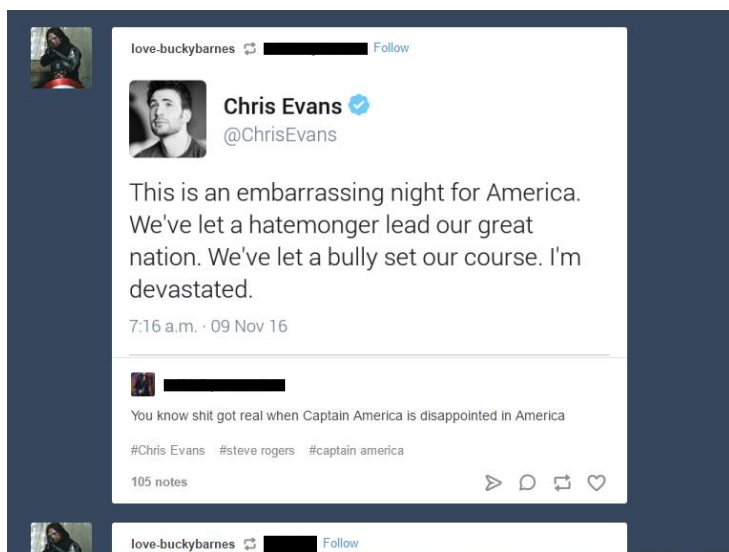 love-buckybarnes Follow
Chris Evans
@ChrisEvans
This is an embarrassing night for America.
We've let a hatemonger lead our great
nation. We've let a bully set our course. I'm
devastated.
7:16 a.m. · 09 Nov 16
You know shit got real when Captain America is disappointed in America
#Chris Evans #steve rogers #captain america
105 notes
love-buckybarnes Follow